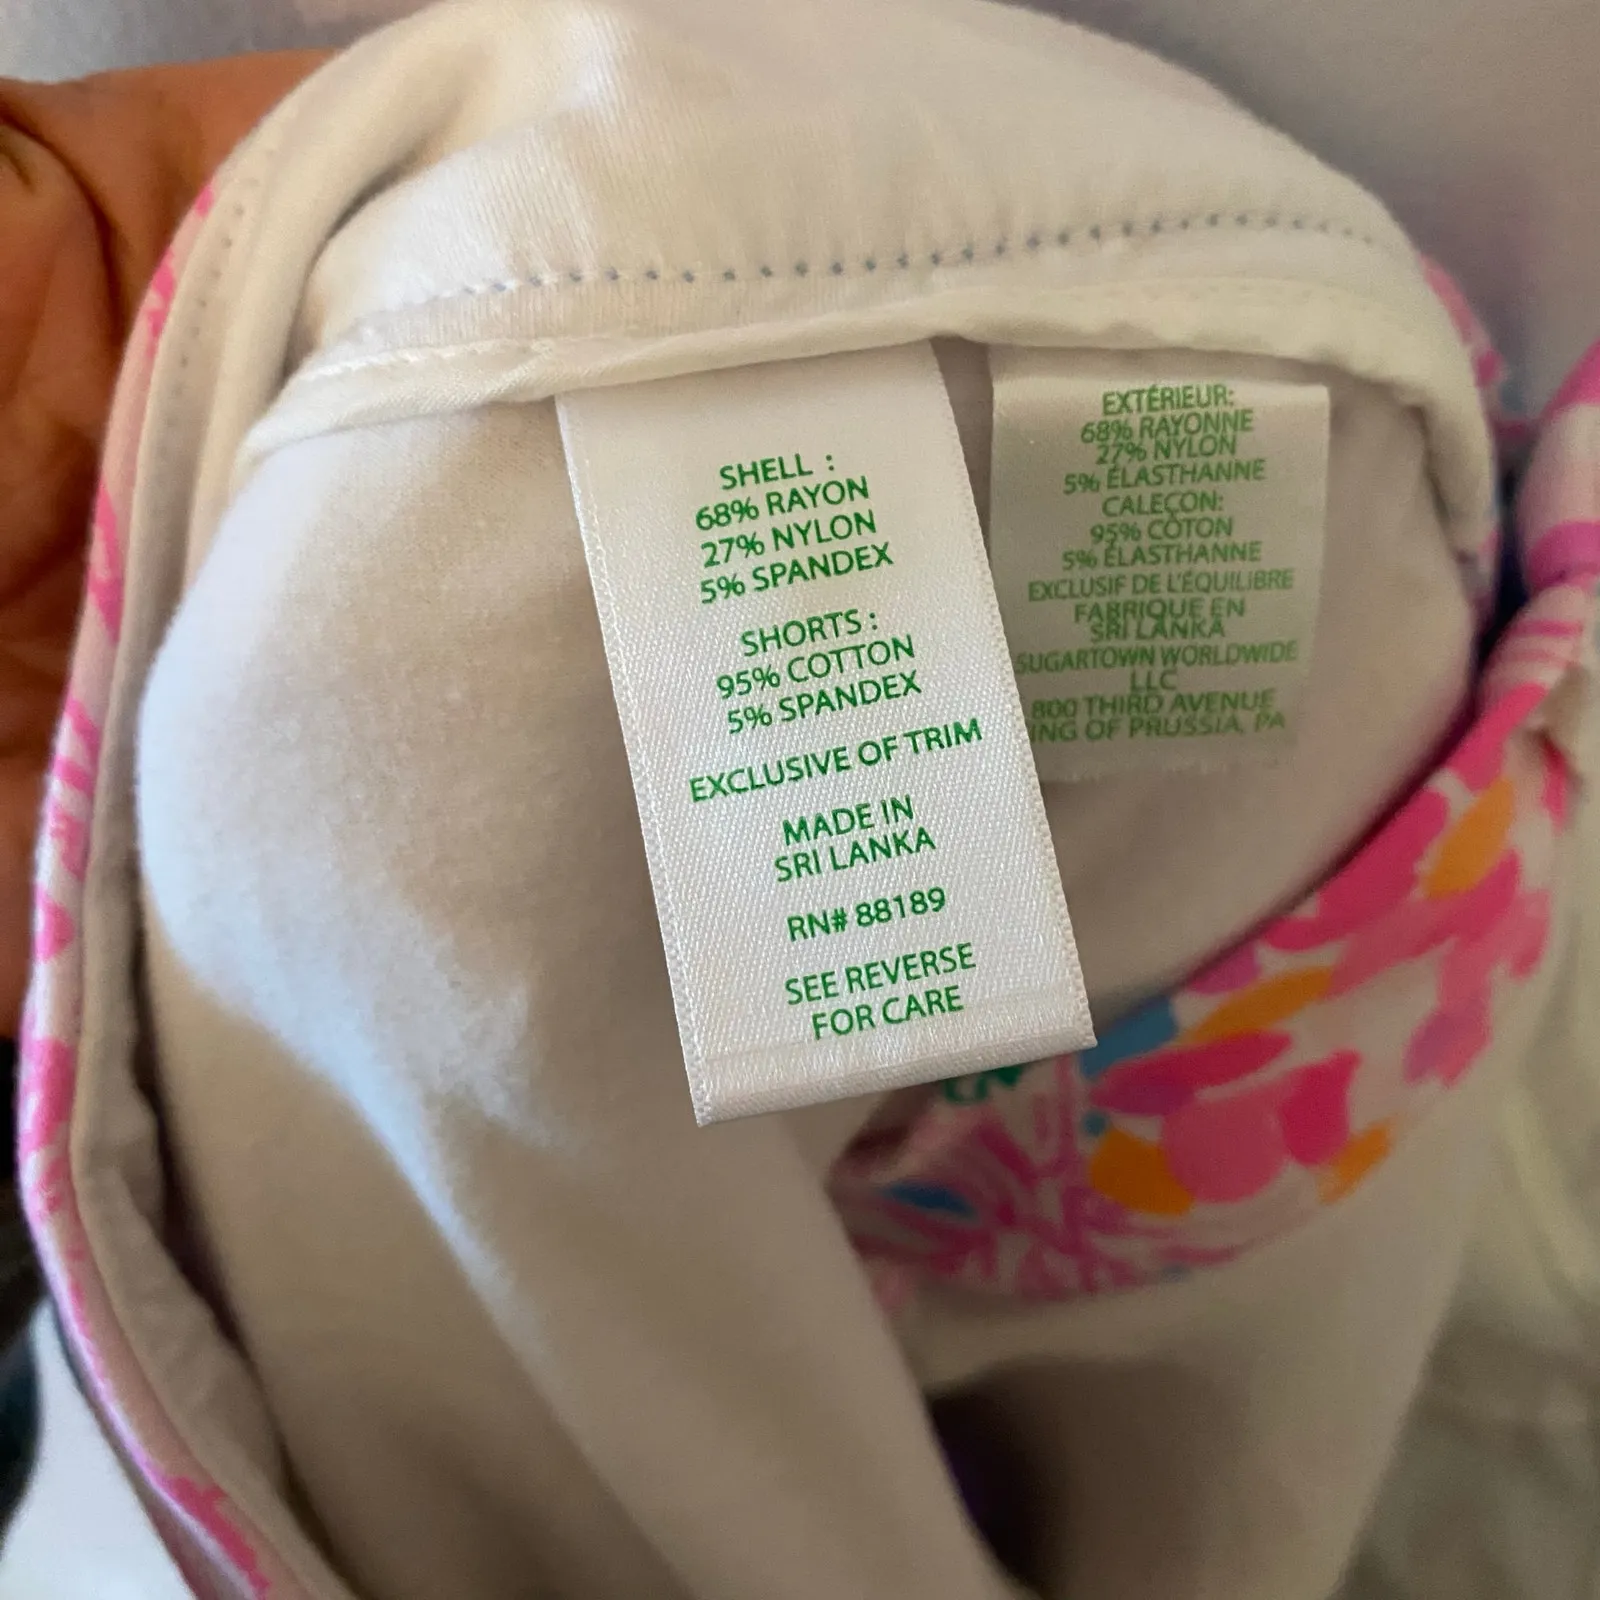 SHELL :
68% RAYON
27% NYLON
5% SPANDEX
SHORTS :
95% COTTON
5% SPANDEX
EXCLUSIVE OF TRIM
MADE IN
SRI LANKA
RN# 88189
SEE REVERSE
FOR CARE
EXTÉRIEUR:
68% RAYONNE
27% NYLON
5% ÉLASTHANNE
CALEÇON:
95% COTON
5% ÉLASTHANNE
EXCLUSIF DE L'ÉQUILIBRE
FABRIQUE EN
SRI LANKA
SUGARTOWN WORLDWIDE
LLC
800 THIRD AVENUE
ING OF PRUSSIA, PA